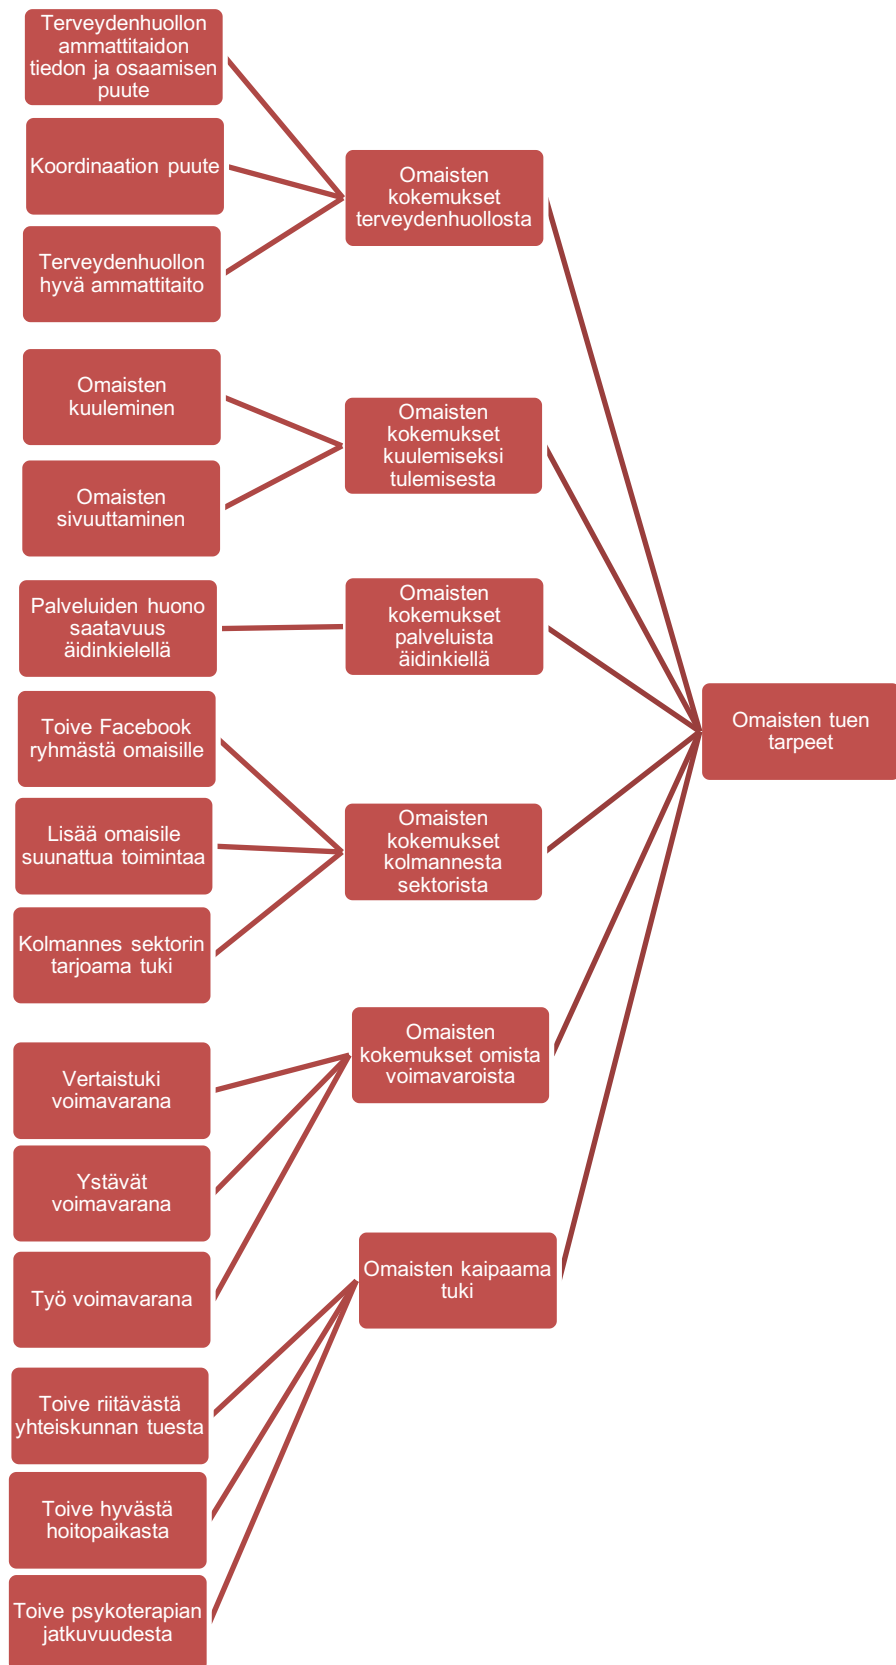 Terveydenhuollon
ammattitaidon
tiedon ja osaamisen
puute
Koordinaation puute
Terveydenhuollon
hyvä ammattitaito
Omaisten
kokemukset
terveydenhuollosta
Omaisten
kuuleminen
Omaisten
sivuuttaminen
Omaisten
kokemukset
kuulemiseksi
tulemisesta
Palveluiden huono
saatavuus
äidinkielellä
Omaisten
kokemukset
palveluista
äidinkiellä
Toive Facebook
ryhmästä omaisille
Lisää omaisile
suunattua toimintaa
Kolmannes sektorin
tarjoama tuki
Omaisten
kokemukset
kolmannesta
sektorista
Vertaistuki
voimavarana
Ystävät
voimavarana
Työ voimavarana
Omaisten
kokemukset omista
voimavaroista
Toive riitävästä
yhteiskunnan tuesta
Toive hyvästä
hoitopaikasta
Toive psykoterapian
jatkuvuudesta
Omaisten kaipaama
tuki
Omaisten tuen
tarpeet